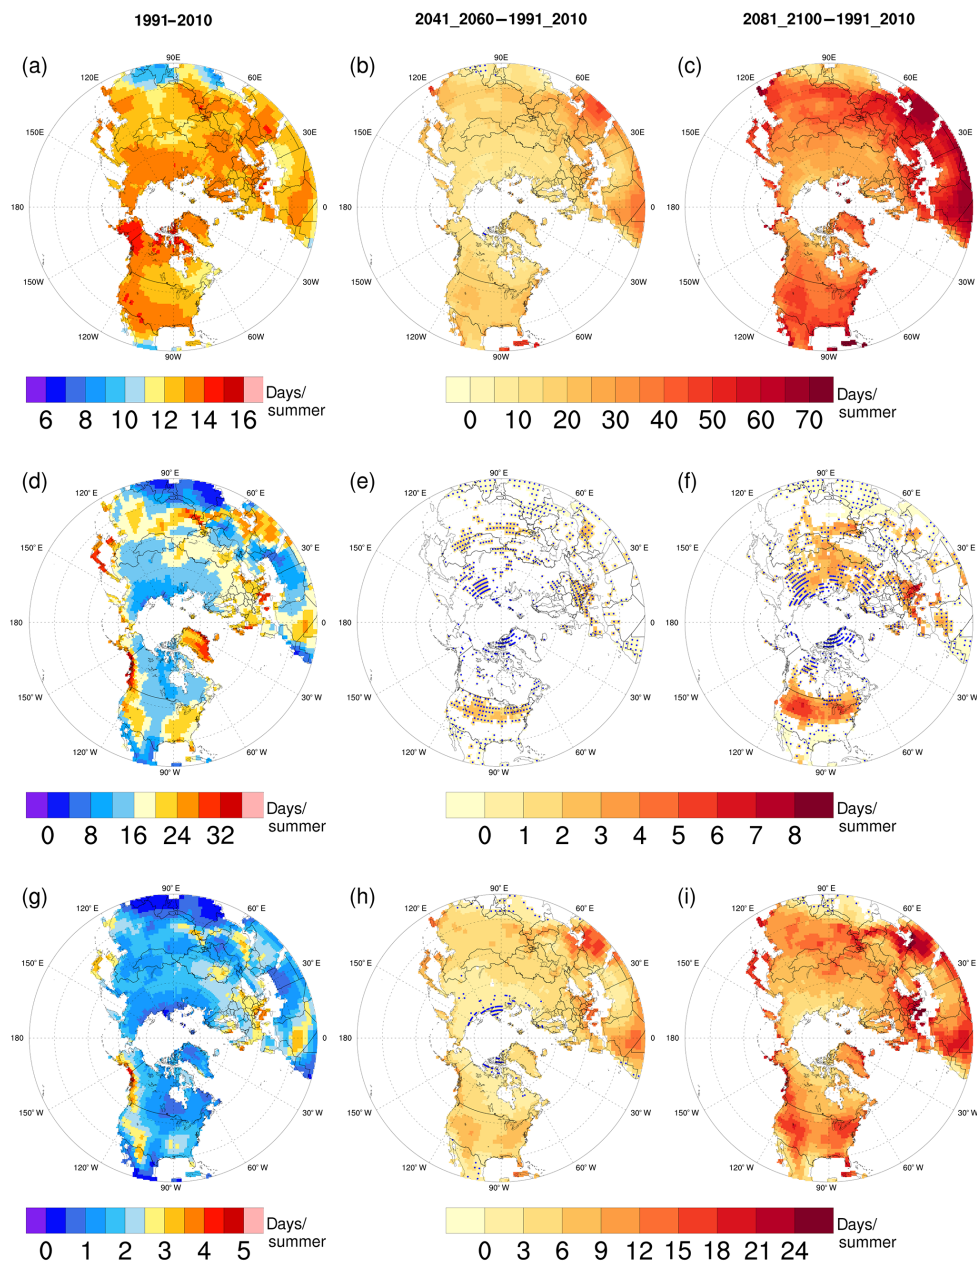 1991–2010 2041_2060–1991_2010 2081_2100–1991_2010
(a) (b) (c)
90E 90E 90E
120E 60E 120E 60E 120E 60E
150E 30E 150E 30E 150E 30E
180 0 180 0 180 0
150W 30W 150W 30W 150W 30W
120W 60W 120W 60W 120W 60W
90W 90W 90W
6 8 10 12 14 16 Days/ summer
0 10 20 30 40 50 60 70 Days/ summer
(d) (e) (f)
90° E 90° E 90° E
120° E 60° E 120° E 60° E 120° E 60° E
150° E 30° E 150° E 30° E 150° E 30° E
180 0 180 0 180 0
150° W 30° W 150° W 30° W 150° W 30° W
120° W 60° W 120° W 60° W 120° W 60° W
90° W 90° W 90° W
0 8 16 24 32 Days/ summer
0 1 2 3 4 5 6 7 8 Days/ summer
(g) (h) (i)
90° E 90° E 90° E
120° E 60° E 120° E 60° E 120° E 60° E
150° E 30° E 150° E 30° E 150° E 30° E
180 0 180 0 180 0
150° W 30° W 150° W 30° W 150° W 30° W
120° W 60° W 120° W 60° W 120° W 60° W
90° W 90° W 90° W
0 1 2 3 4 5 Days/ summer
0 3 6 9 12 15 18 21 24 Days/ summer